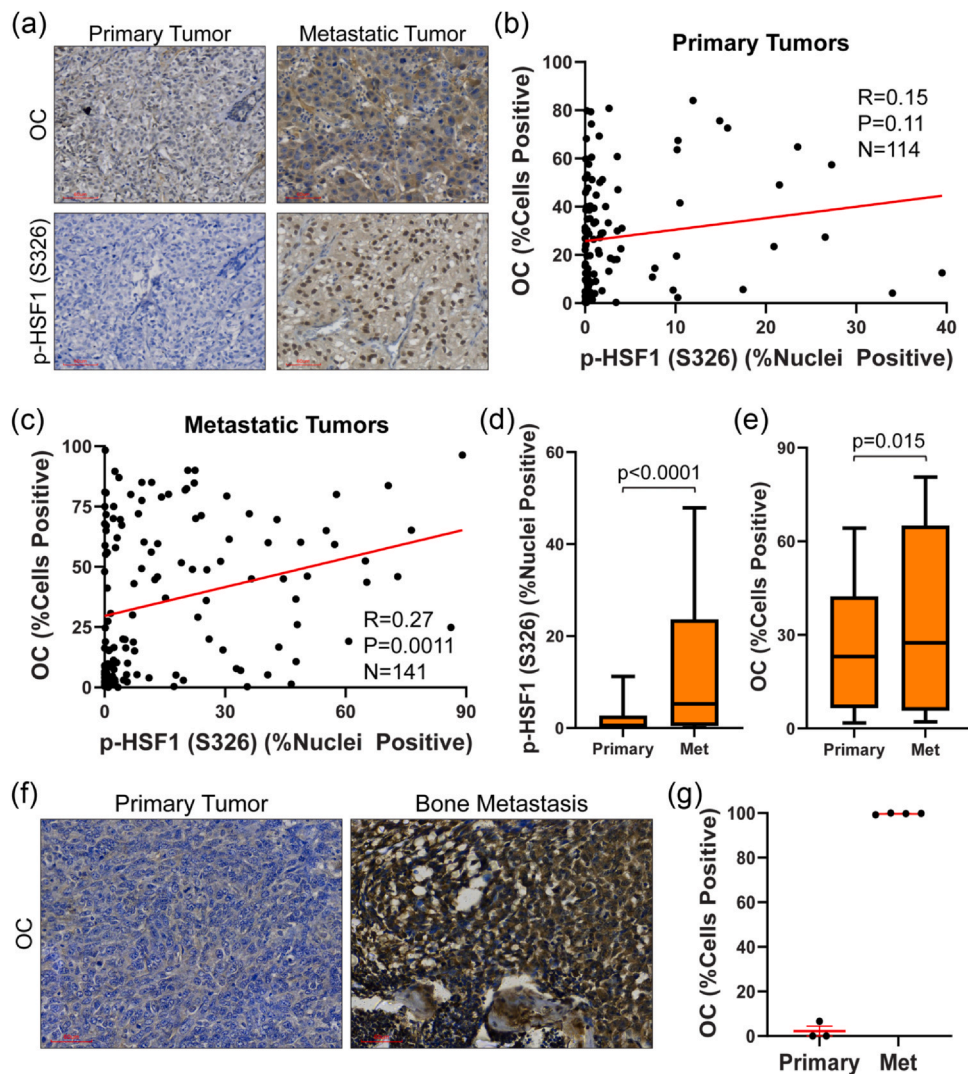 (a)
Primary Tumor
Metastatic Tumor
OC
p-HSF1 (S326)
(b)
Primary Tumors
OC (%Cells Positive)
100
80
60
40
20
0
R=0.15
P=0.11
N=114
0 10 20 30 40
p-HSF1 (S326) (%Nuclei Positive)
(c)
Metastatic Tumors
OC (%Cells Positive)
100
75
50
25
0
R=0.27
P=0.0011
N=141
0 30 60 90
p-HSF1 (S326) (%Nuclei Positive)
(d)
p-HSF1 (S326) (%Nuclei Positive)
60
40
20
0
p<0.0001
Primary Met
(e)
OC (%Cells Positive)
90
60
30
0
p=0.015
Primary Met
(f)
Primary Tumor
Bone Metastasis
OC
(g)
OC (%Cells Positive)
100
80
60
40
20
0
Primary Met